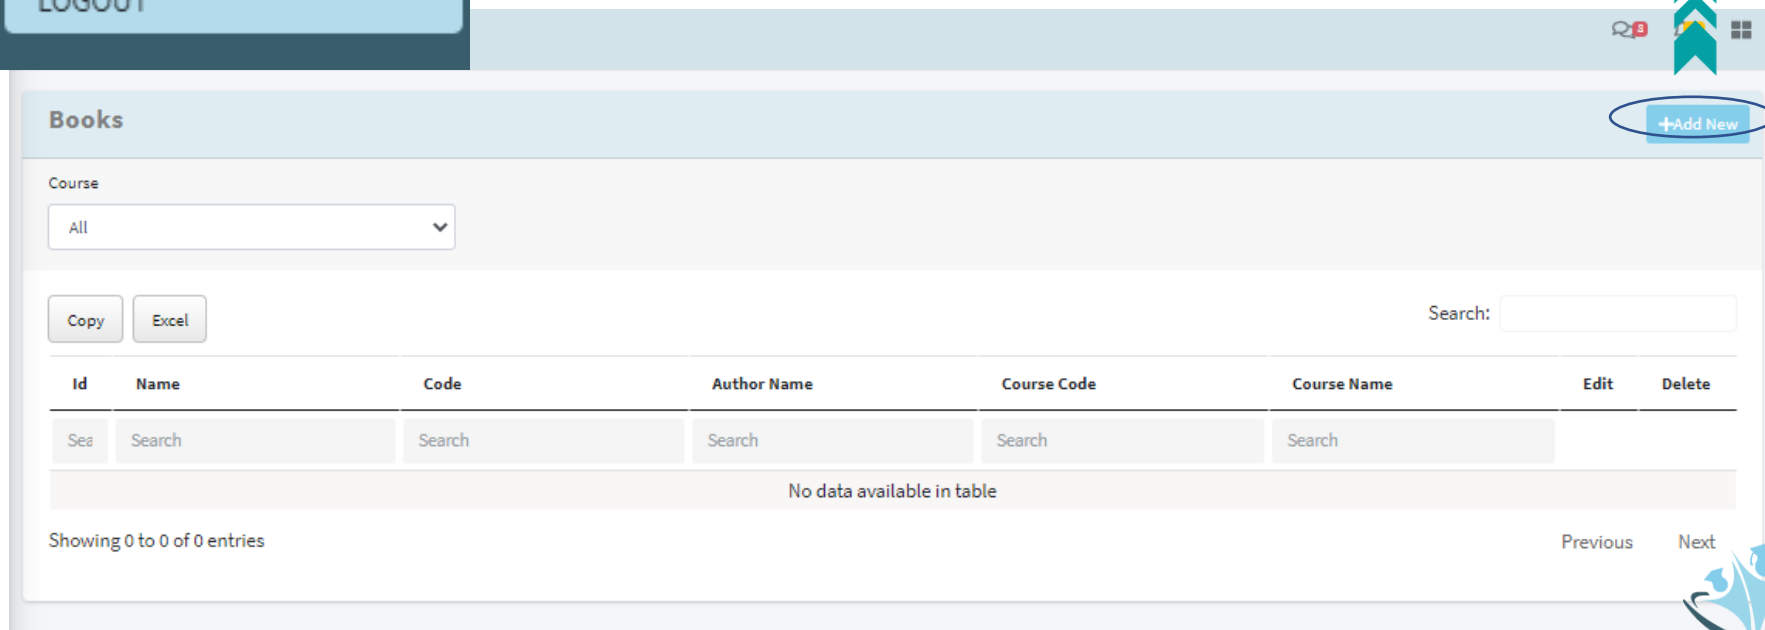 LOGOUT
3
Books
+Add New
Course
All
Copy
Excel
Search:
Id Name Code Author Name Course Code Course Name Edit Delete
Sea Search Search Search Search Search
No data available in table
Showing 0 to 0 of 0 entries
Previous Next